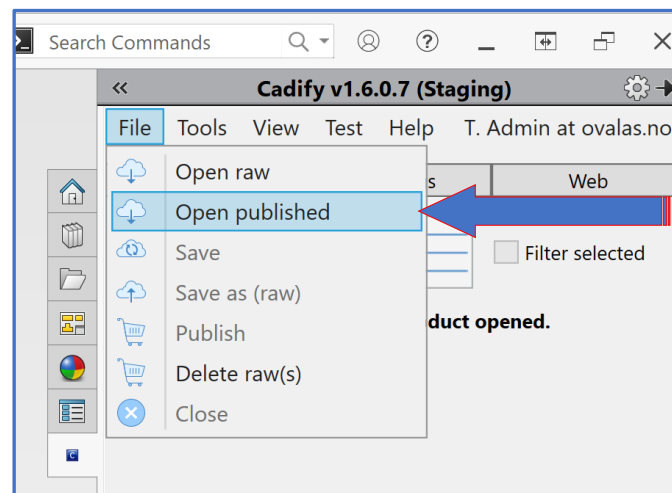 Search Commands
Cadify v1.6.0.7 (Staging)
File Tools View Test Help T. Admin at ovalas.no
Open raw
s Web
Open published
Save
Filter selected
Save as (raw)
Publish
duct opened.
Delete raw(s)
Close